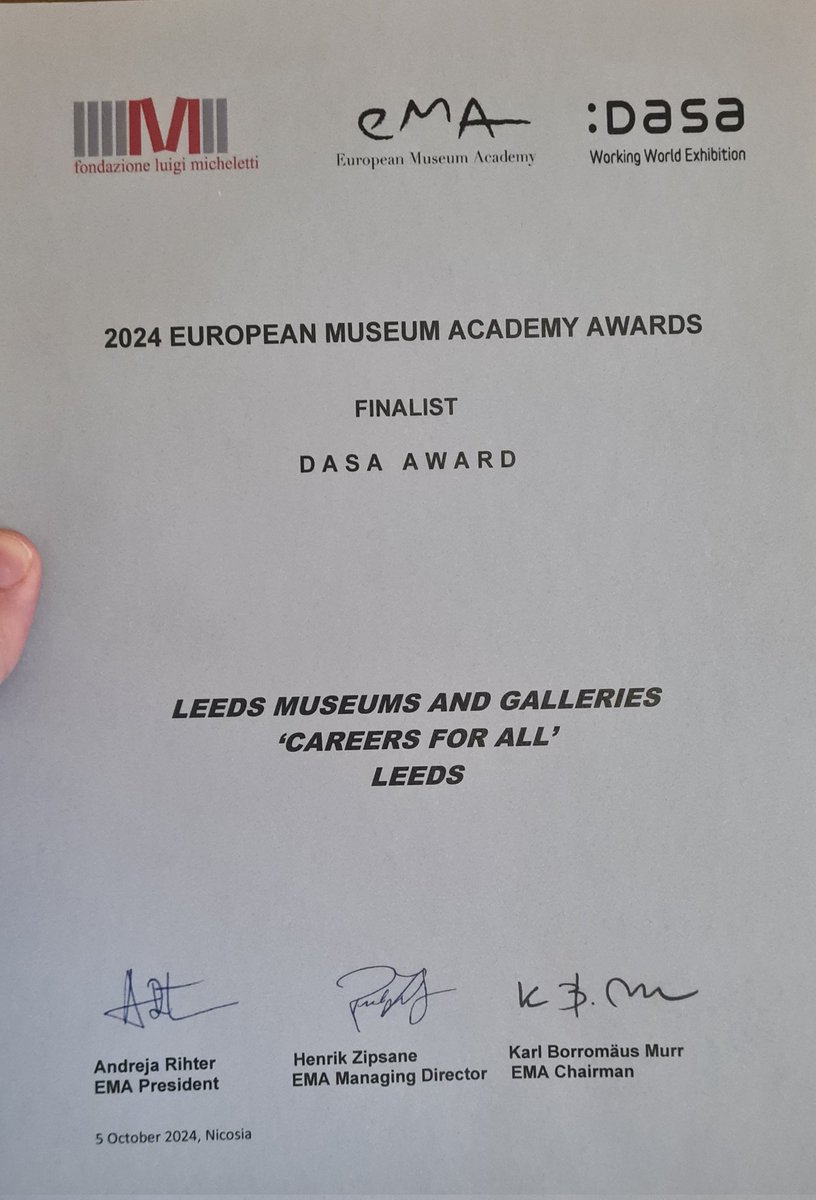 fondazione luigi micheletti
eMA
European Museum Academy
:Dasa
Working World Exhibition
2024 EUROPEAN MUSEUM ACADEMY AWARDS
FINALIST
DASA AWARD
LEEDS MUSEUMS AND GALLERIES
‘CAREERS FOR ALL’
LEEDS
Andreja Rihter
EMA President
Henrik Zipsane
EMA Managing Director
Karl Borromäus Murr
EMA Chairman
5 October 2024, Nicosia